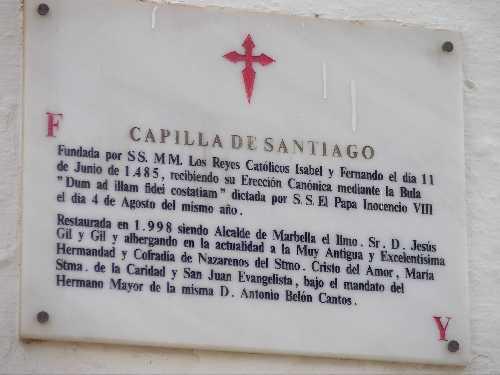 F
CAPILLA DE SANTIAGO
Fundada por SS. MM. Los Reyes Católicos Isabel y Fernando el día 11
de Junio de 1.485, recibiendo su Erección Canónica mediante la Bula
"Dum ad illam fidei costatiam" dictada por S.S. El Papa Inocencio VIII
el día 4 de Agosto del mismo año.
Restaurada en 1.998 siendo Alcalde de Marbella el Ilmo. Sr. D. Jesús
Gil y Gil y albergando en la actualidad a la Muy Antigua y Excelentísima
Hermandad y Cofradía de Nazarenos del Stmo. Cristo del Amor, María
Stma. de la Caridad y San Juan Evangelista, bajo el mandato del
Hermano Mayor de la misma D. Antonio Belón Cantos.
Y